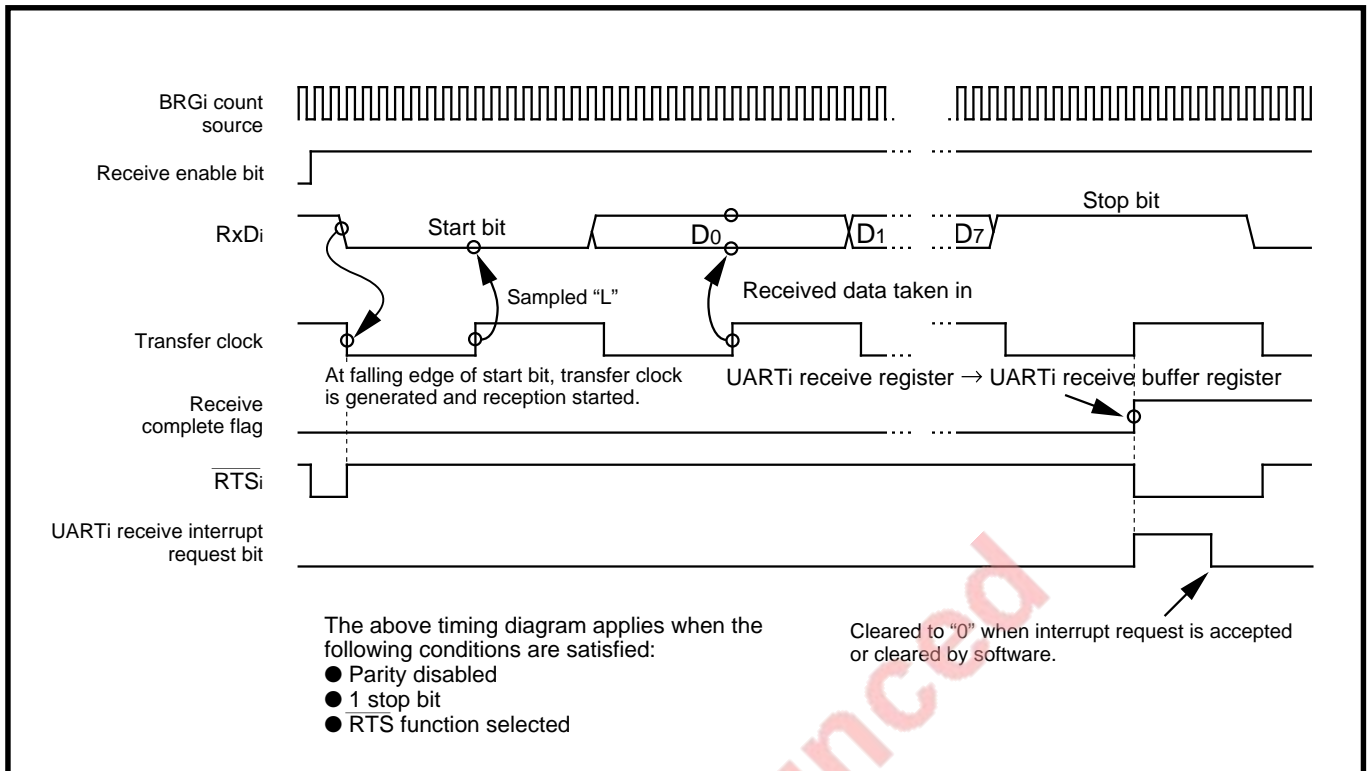 BRGi count
source
Receive enable bit
RxDi
Start bit
D0
D1
D7
Stop bit
Sampled “L”
Received data taken in
Transfer clock
At falling edge of start bit, transfer clock
is generated and reception started.
UARTi receive register → UARTi receive buffer register
Receive
complete flag
RTSi
UARTi receive interrupt
request bit
The above timing diagram applies when the
following conditions are satisfied:
● Parity disabled
● 1 stop bit
● RTS function selected
Cleared to “0” when interrupt request is accepted
or cleared by software.